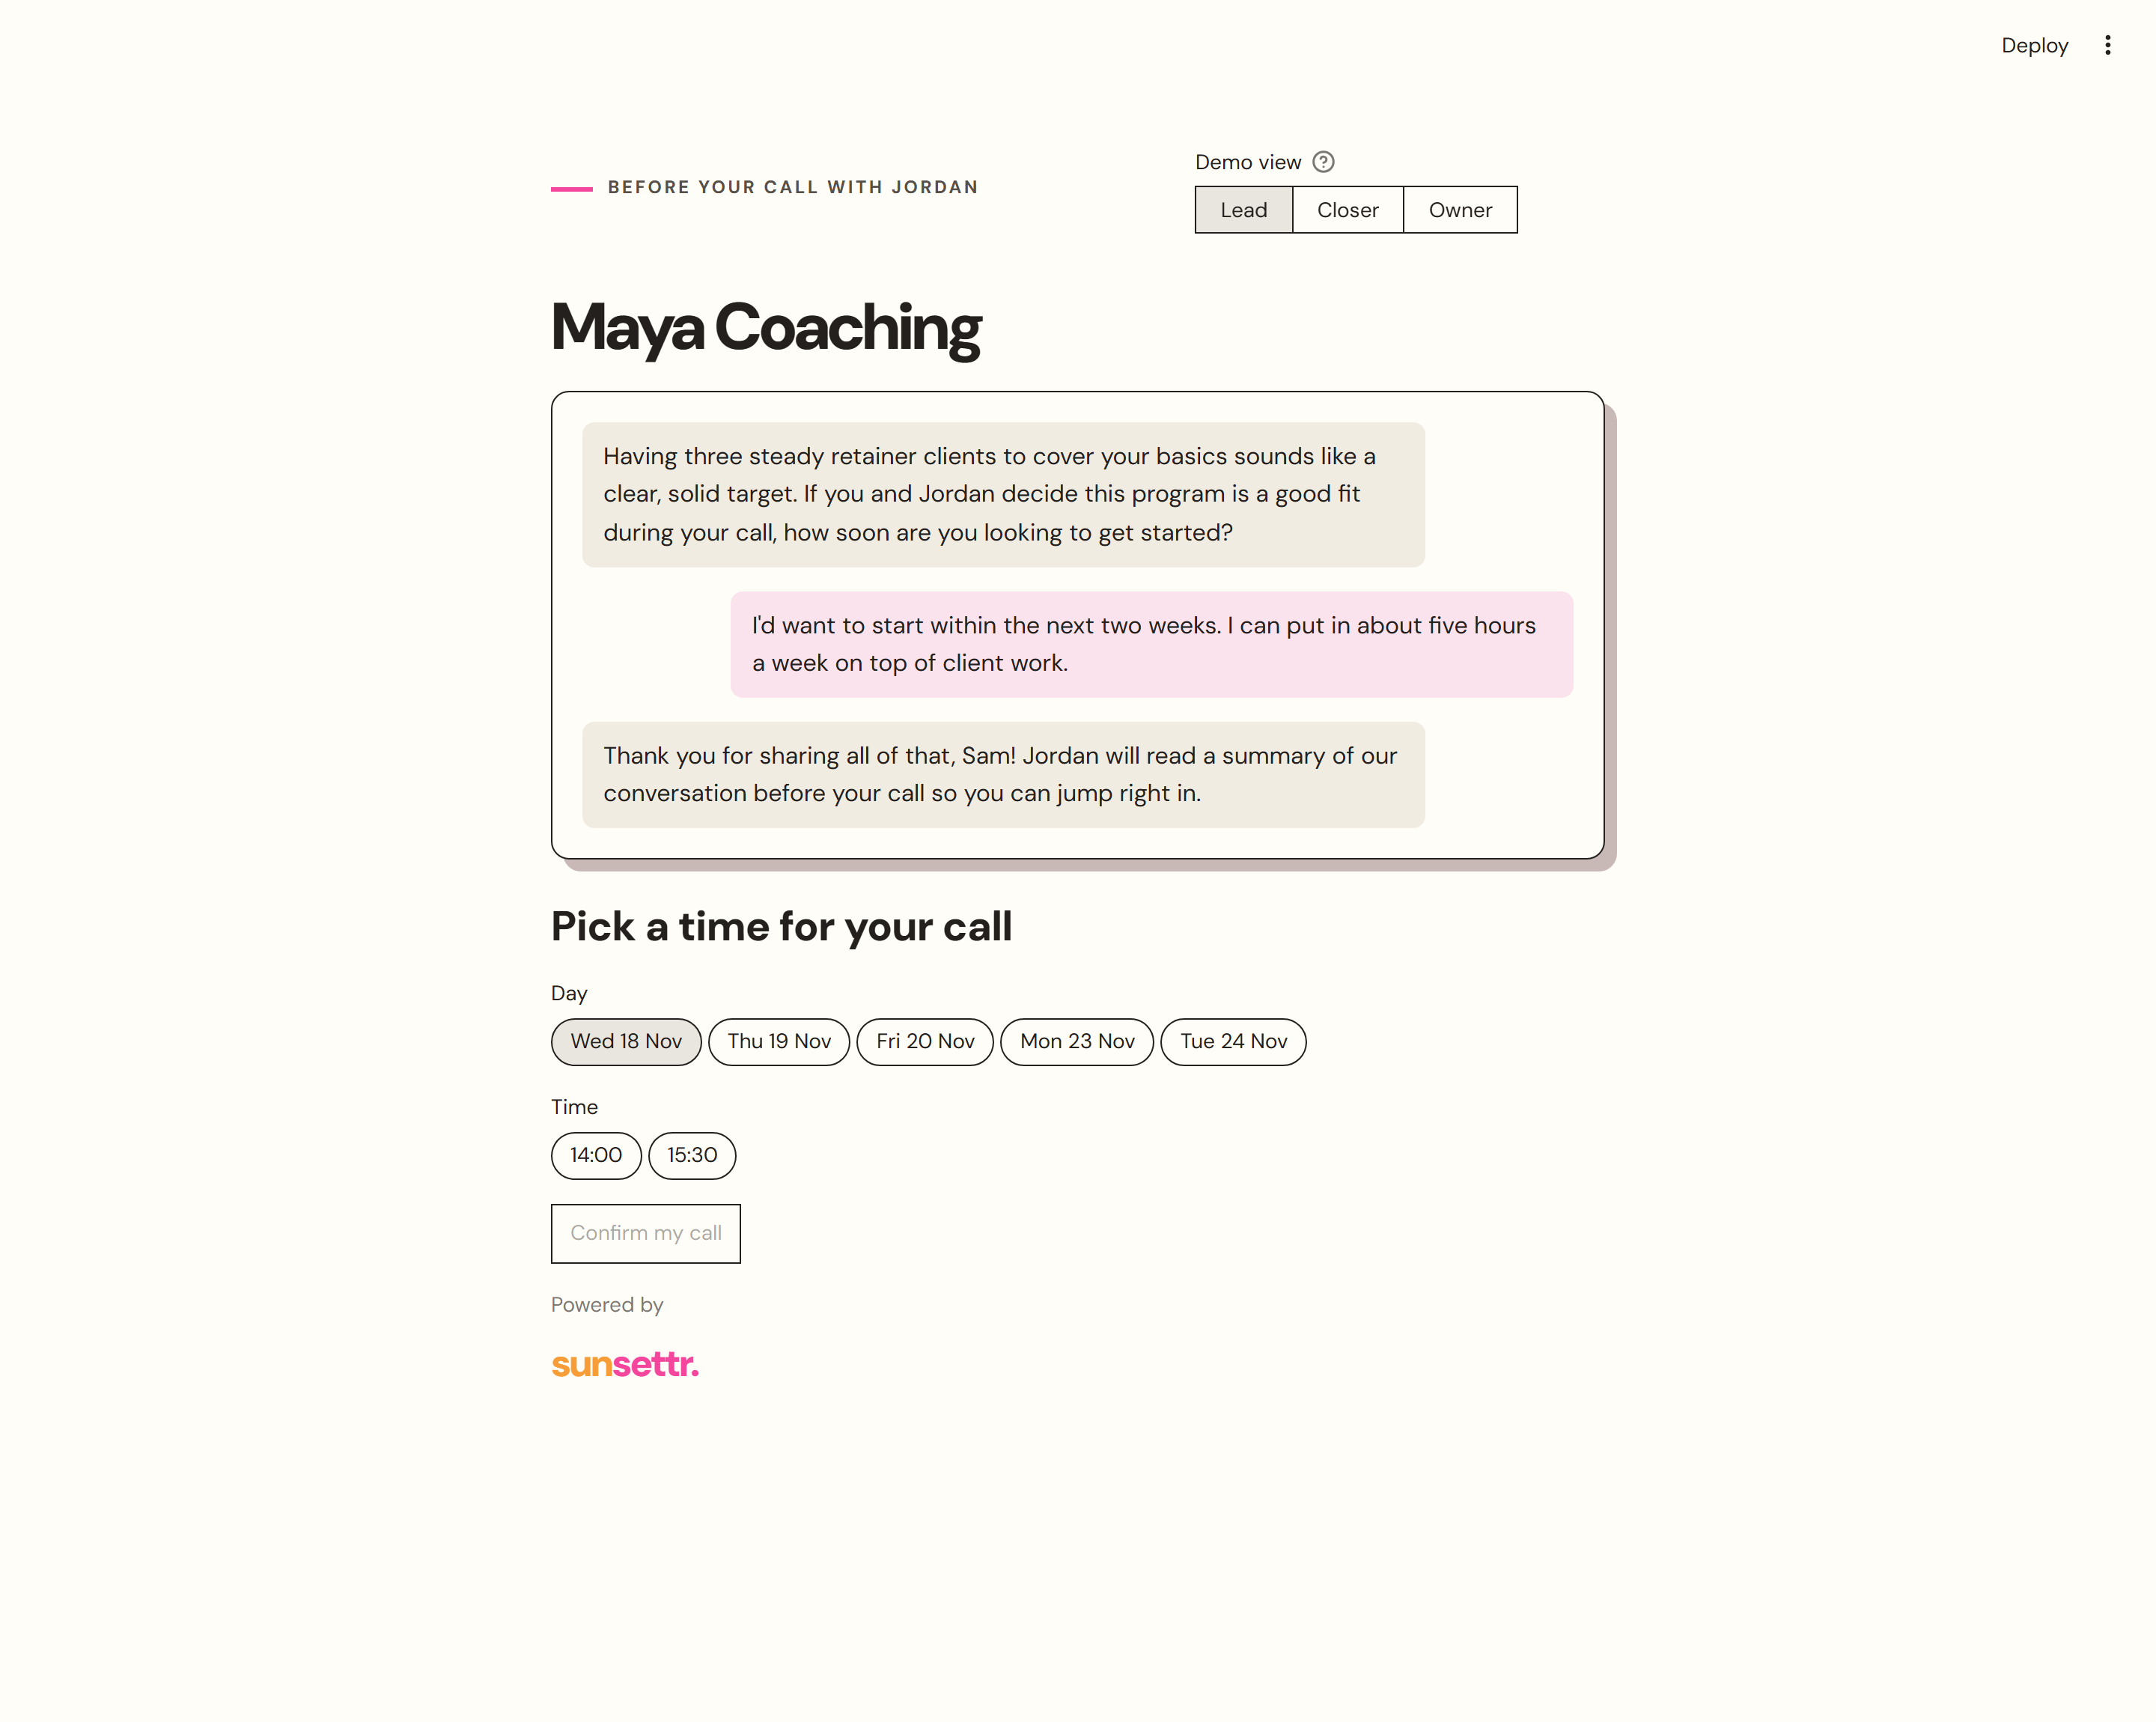 Deploy
BEFORE YOUR CALL WITH JORDAN
Demo view
Lead Closer Owner
Maya Coaching
Having three steady retainer clients to cover your basics sounds like a
clear, solid target. If you and Jordan decide this program is a good fit
during your call, how soon are you looking to get started?
I'd want to start within the next two weeks. I can put in about five hours
a week on top of client work.
Thank you for sharing all of that, Sam! Jordan will read a summary of our
conversation before your call so you can jump right in.
Pick a time for your call
Day
Wed 18 Nov Thu 19 Nov Fri 20 Nov Mon 23 Nov Tue 24 Nov
Time
14:00 15:30
Confirm my call
Powered by
sunsettr.